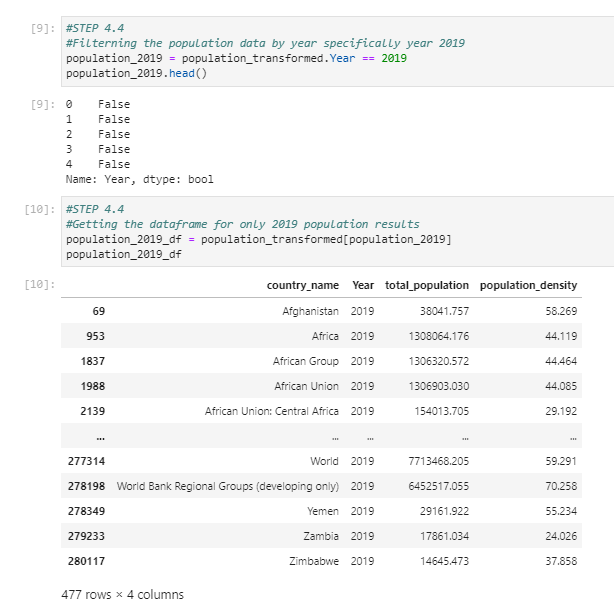 [9]: #STEP 4.4
#Filterning the population data by year specifically year 2019
population_2019 = population_transformed.Year == 2019
population_2019.head()
[9]: 0 False
1 False
2 False
3 False
4 False
Name: Year, dtype: bool
[10]: #STEP 4.4
#Getting the dataframe for only 2019 population results
population_2019_df = population_transformed[population_2019]
population_2019_df
[10]:
country_name Year total_population population_density
69 Afghanistan 2019 38041.757 58.269
953 Africa 2019 1308064.176 44.119
1837 African Group 2019 1306320.572 44.464
1988 African Union 2019 1306903.030 44.085
2139 African Union: Central Africa 2019 154013.705 29.192
... ... ... ... ...
277314 World 2019 7713468.205 59.291
278198 World Bank Regional Groups (developing only) 2019 6452517.055 70.258
278349 Yemen 2019 29161.922 55.234
279233 Zambia 2019 17861.034 24.026
280117 Zimbabwe 2019 14645.473 37.858
477 rows × 4 columns